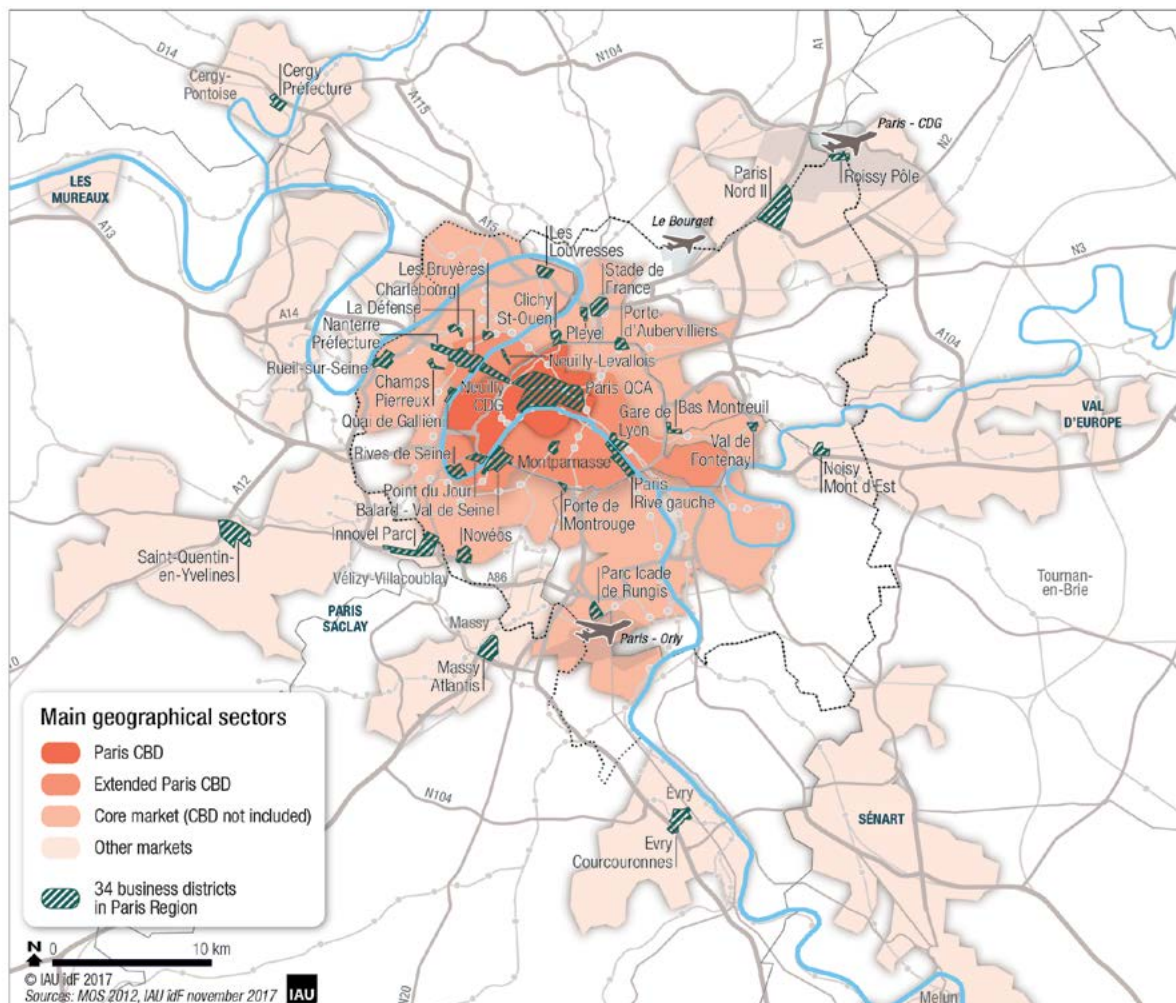 D14
Cergy-
Pontoise
Cergy
Préfecture
A115
N104
A1
Paris - CDG
N2
Roissy Pôle
Paris
Nord II
LES
MUREAUX
A13
A15
Le Bourget
Les
Louvresses
Les Bruyères
Charlebourg
La Défense
Nanterre
Préfecture
Rueil-sur-Seine
A14
Clichy
St-Ouen
Stade de
France
Porte
d'Aubervilliers
Pleyel
Neuilly-Levallois
N3
A104
Champs
Pierreux
Neuilly
CDG
Paris QCA
Quai de Gallieni
Gare de
Lyon
Bas Montreuil
Val de
Fontenay
VAL
D'EUROPE
Noisy
Mont d'Est
Rives de Seine
Montparnasse
Point du Jour
Balard - Val de Seine
Paris
Rive gauche
Porte de
Montrouge
A12
Innovel Parc
Novéos
Saint-Quentin-
en-Yvelines
Vélizy-Villacoublay
A86
Parc Icade
de Rungis
Tournan-
en-Brie
PARIS
SACLAY
Massy
Paris - Orly
Massy
Atlantis
Main geographical sectors
Paris CBD
Extended Paris CBD
Core market (CBD not included)
Other markets
34 business districts
in Paris Region
N104
Évry
Evry
Courcouronnes
SÉNART
N 0 10 km
© IAU îdF 2017
Sources: MOS 2012, IAU îdF november 2017 IAU
N20
Melun